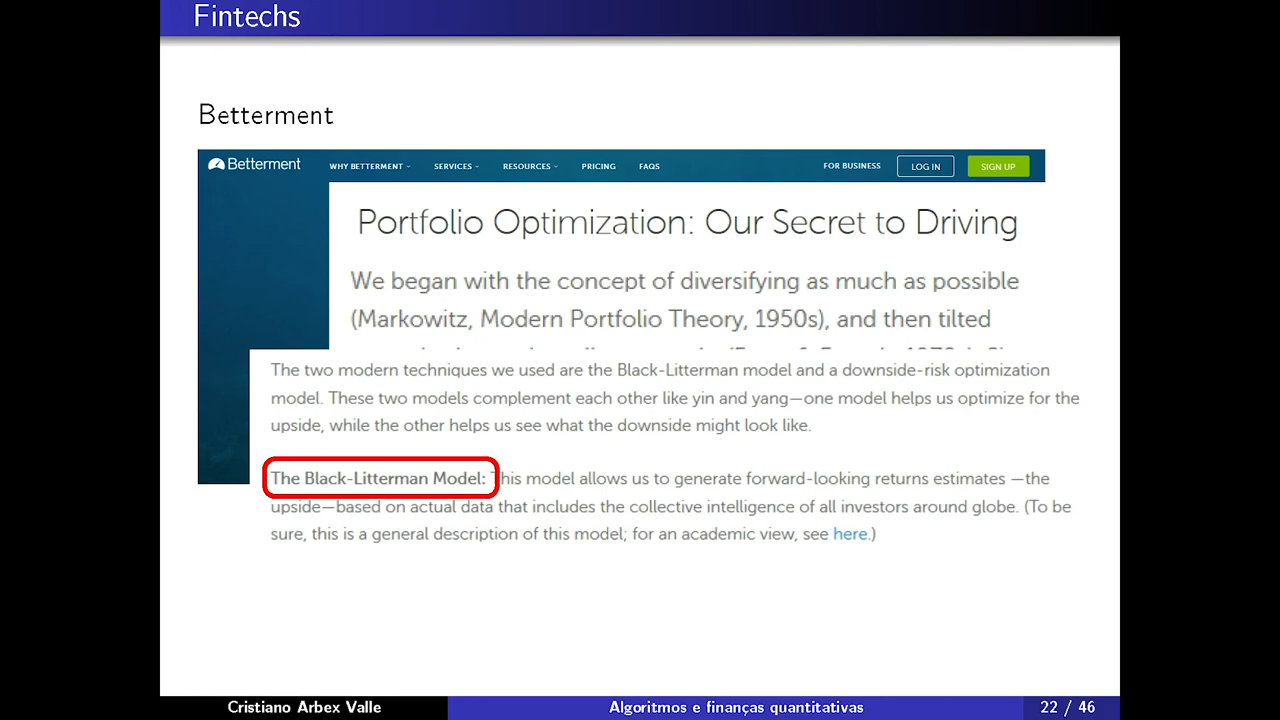 Fintechs
Betterment
Betterment WHY BETTERMENT SERVICES RESOURCES PRICING FAQS FOR BUSINESS LOG IN SIGN UP
Portfolio Optimization: Our Secret to Driving
We began with the concept of diversifying as much as possible
(Markowitz, Modern Portfolio Theory, 1950s), and then tilted
The two modern techniques we used are the Black-Litterman model and a downside-risk optimization
model. These two models complement each other like yin and yang—one model helps us optimize for the
upside, while the other helps us see what the downside might look like.
The Black-Litterman Model: This model allows us to generate forward-looking returns estimates —the
upside—based on actual data that includes the collective intelligence of all investors around globe. (To be
sure, this is a general description of this model; for an academic view, see here.)
Cristiano Arbex Valle Algoritmos e finanças quantitativas 22 / 46